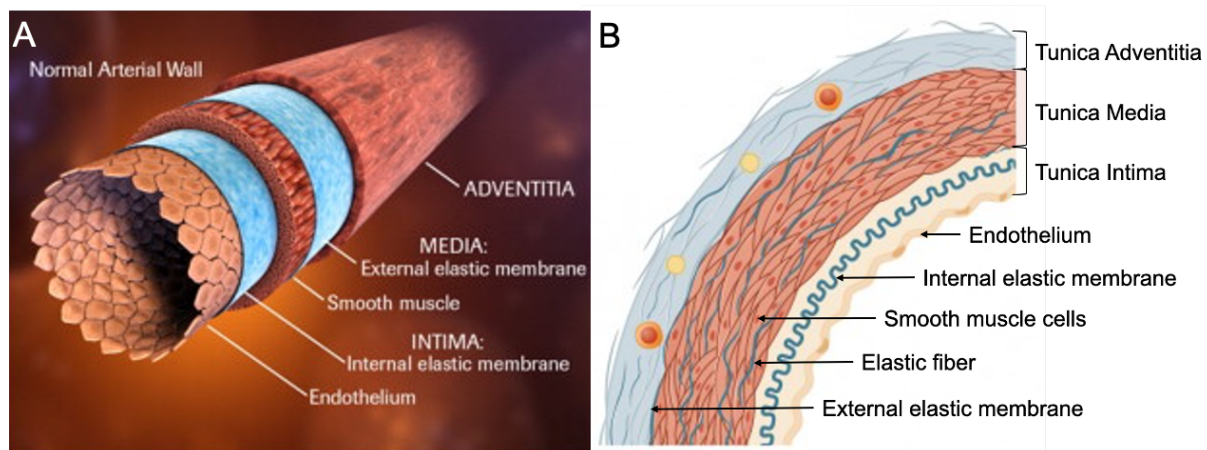 A
Normal Arterial Wall
ADVENTITIA
MEDIA:
External elastic membrane
Smooth muscle
INTIMA:
Internal elastic membrane
Endothelium
B
Tunica Adventitia
Tunica Media
Tunica Intima
Endothelium
Internal elastic membrane
Smooth muscle cells
Elastic fiber
External elastic membrane